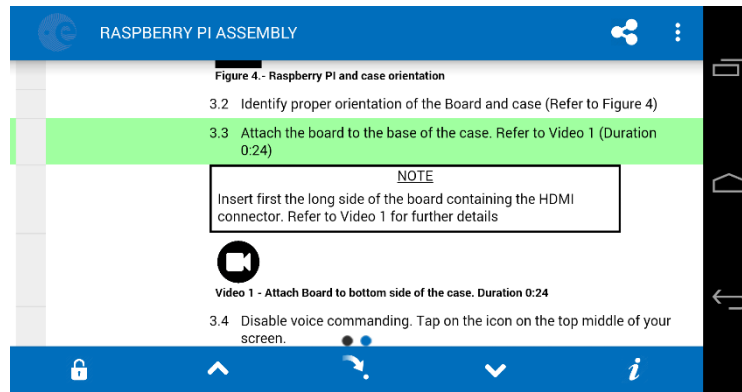 RASPBERRY PI ASSEMBLY
Figure 4.- Raspberry PI and case orientation
3.2 Identify proper orientation of the Board and case (Refer to Figure 4)
3.3 Attach the board to the base of the case. Refer to Video 1 (Duration
0:24)
NOTE
Insert first the long side of the board containing the HDMI
connector. Refer to Video 1 for further details
Video 1 - Attach Board to bottom side of the case. Duration 0:24
3.4 Disable voice commanding. Tap on the icon on the top middle of your
screen.